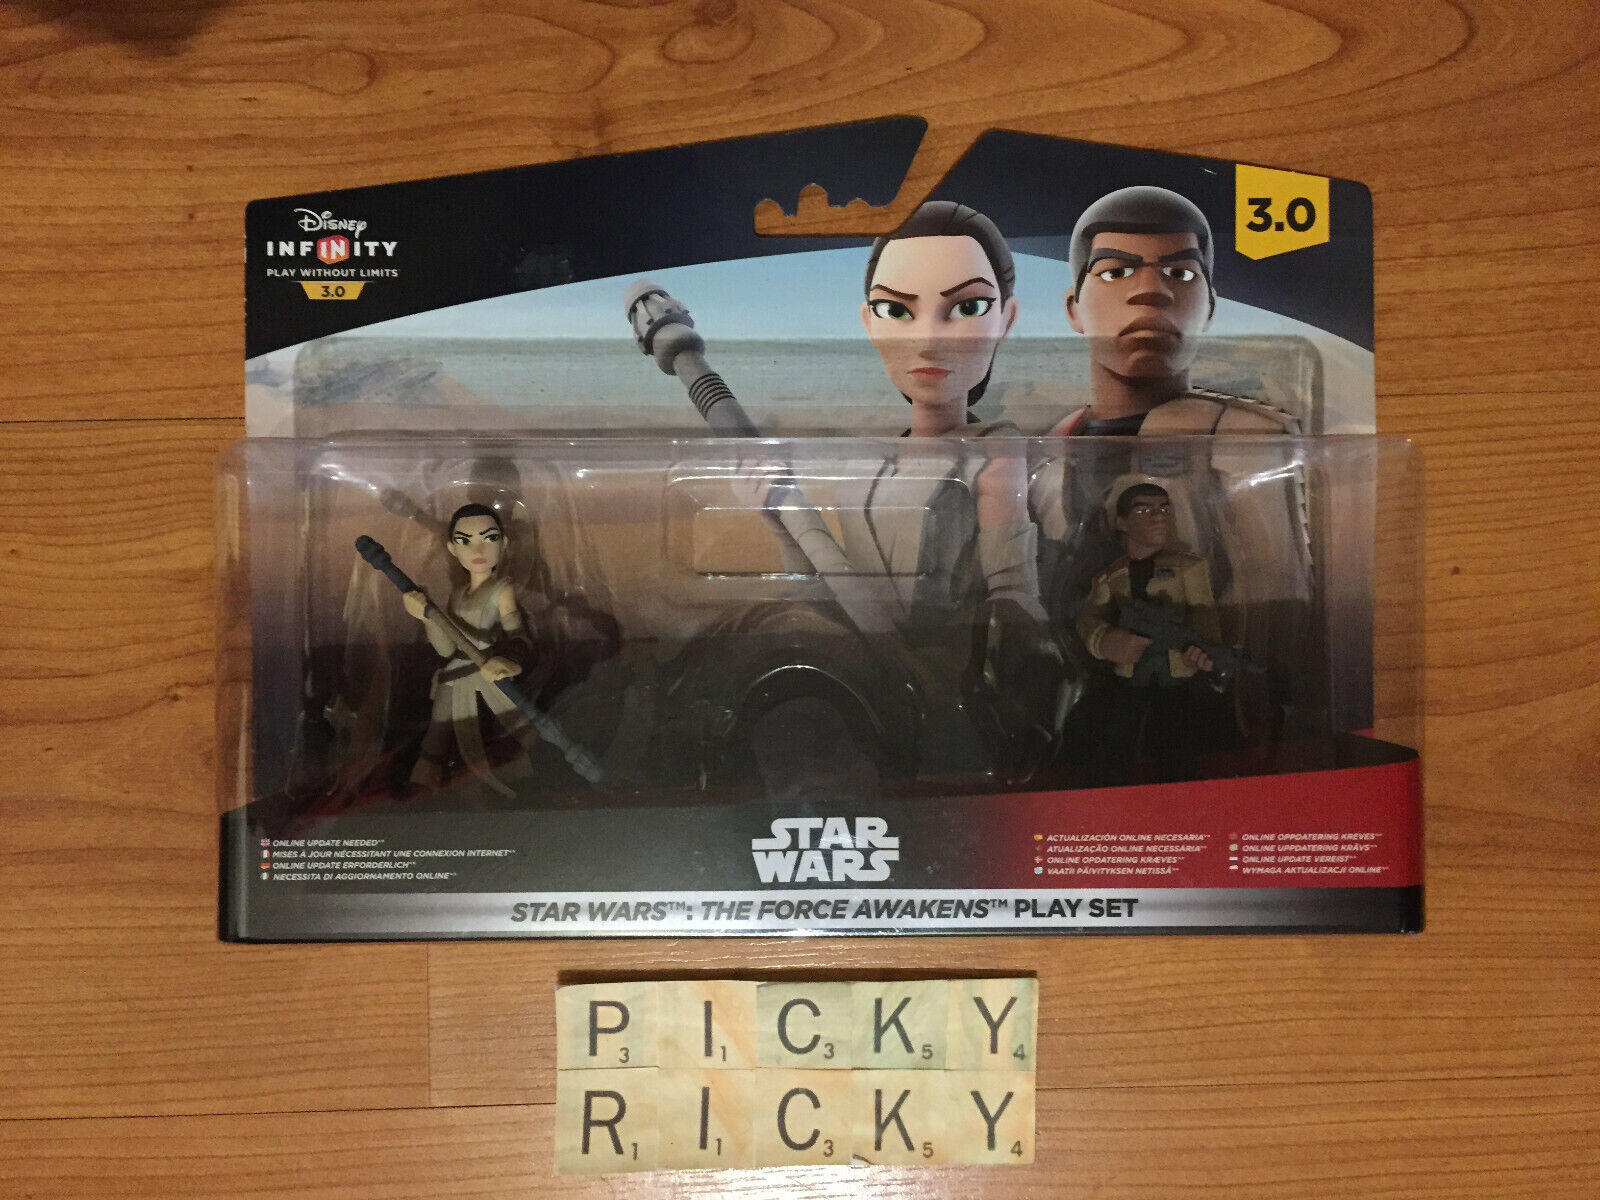 Disney
INFINITY
PLAY WITHOUT LIMITS
3.0
3.0
ONLINE UPDATE NEEDED**
MISES À JOUR NÉCESSITANT UNE CONNEXION INTERNET**
ONLINE UPDATE ERFORDERLICH**
NECESSITA DI AGGIORNAMENTO ONLINE**
STAR
WARS
ACTUALIZACIÓN ONLINE NECESARIA**
ATUALIZAÇÃO ONLINE NECESSÁRIA**
ONLINE OPDATERING KRÆVES**
VAATII PÄIVITYKSEN NETISSÄ**
ONLINE OPPDATERING KREVES**
ONLINE UPPDATERING KRÄVS**
ONLINE UPDATE VEREIST**
WYMAGA AKTUALIZACJI ONLINE**
STAR WARS™: THE FORCE AWAKENS™ PLAY SET
P3 I1 C3 K5 Y4
R1 I1 C3 K5 Y4